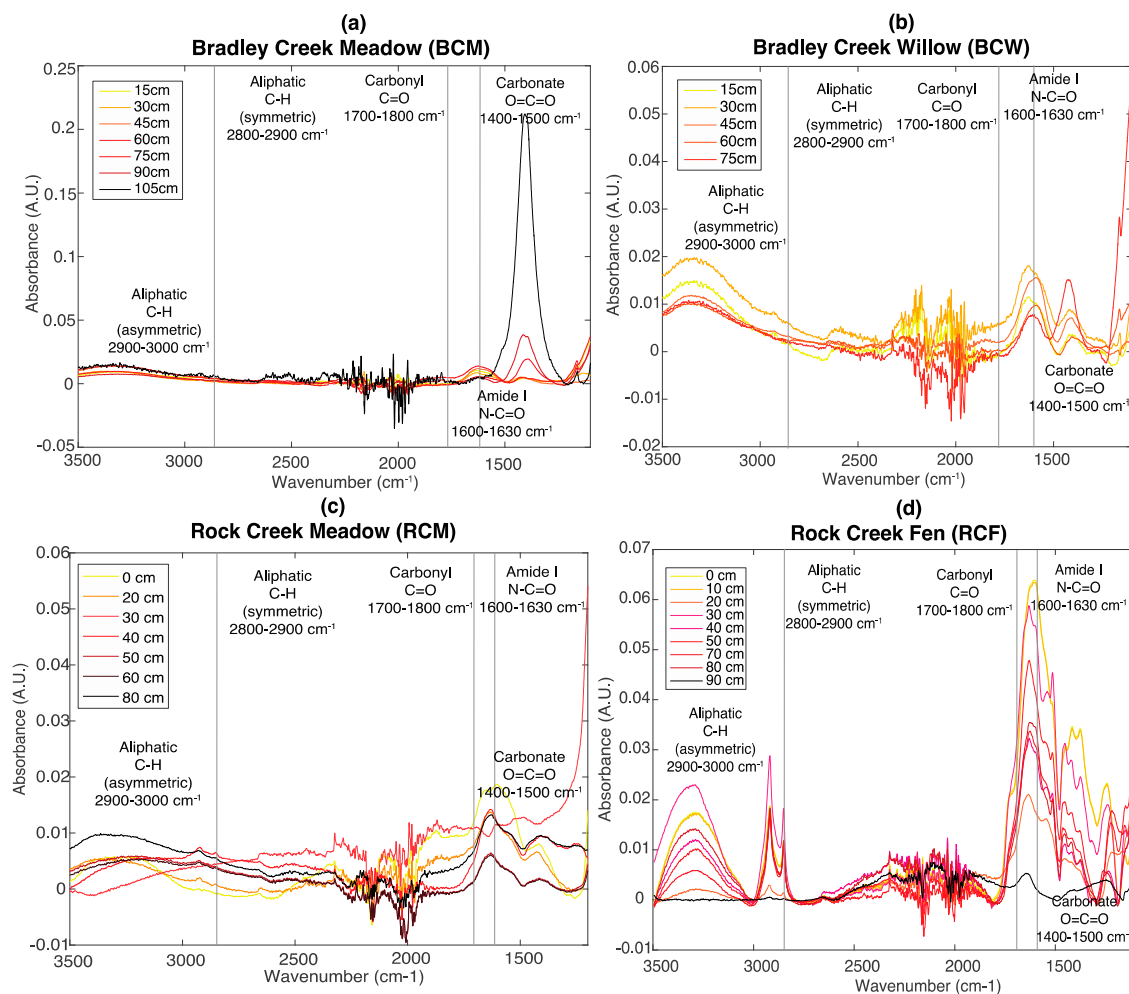 (a)
Bradley Creek Meadow (BCM)
0.25
0.2
0.15
0.1
0.05
0
-0.05
Absorbance (A.U.)
15cm
30cm
45cm
60cm
75cm
90cm
105cm
Aliphatic
C-H
(symmetric)
2800-2900 cm⁻¹
Carbonyl
C=O
1700-1800 cm⁻¹
Carbonate
O=C=O
1400-1500 cm⁻¹
Aliphatic
C-H
(asymmetric)
2900-3000 cm⁻¹
Amide I
N-C=O
1600-1630 cm⁻¹
3500
3000
2500
2000
1500
Wavenumber (cm⁻¹)
(b)
Bradley Creek Willow (BCW)
0.06
0.05
0.04
0.03
0.02
0.01
0
-0.01
-0.02
Absorbance (A.U.)
15cm
30cm
45cm
60cm
75cm
Aliphatic
C-H
(symmetric)
2800-2900 cm⁻¹
Carbonyl
C=O
1700-1800 cm⁻¹
Amide I
N-C=O
1600-1630 cm⁻¹
Aliphatic
C-H
(asymmetric)
2900-3000 cm⁻¹
Carbonate
O=C=O
1400-1500 cm⁻¹
3500
3000
2500
2000
1500
Wavenumber (cm⁻¹)
(c)
Rock Creek Meadow (RCM)
0.06
0.05
0.04
0.03
0.02
0.01
0
-0.01
Absorbance (A.U.)
0 cm
20 cm
30 cm
40 cm
50 cm
60 cm
80 cm
Aliphatic
C-H
(symmetric)
2800-2900 cm⁻¹
Carbonyl
C=O
1700-1800 cm⁻¹
Amide I
N-C=O
1600-1630 cm⁻¹
Aliphatic
C-H
(asymmetric)
2900-3000 cm⁻¹
Carbonate
O=C=O
1400-1500 cm⁻¹
3500
3000
2500
2000
1500
Wavenumber (cm-1)
(d)
Rock Creek Fen (RCF)
0.07
0.06
0.05
0.04
0.03
0.02
0.01
0
-0.01
Absorbance (A.U.)
0 cm
10 cm
20 cm
30 cm
40 cm
50 cm
70 cm
80 cm
90 cm
Aliphatic
C-H
(symmetric)
2800-2900 cm⁻¹
Carbonyl
C=O
1700-1800 cm⁻¹
Amide I
N-C=O
1600-1630 cm⁻¹
Aliphatic
C-H
(asymmetric)
2900-3000 cm⁻¹
Carbonate
O=C=O
1400-1500 cm⁻¹
3500
3000
2500
2000
1500
Wavenumber (cm-1)